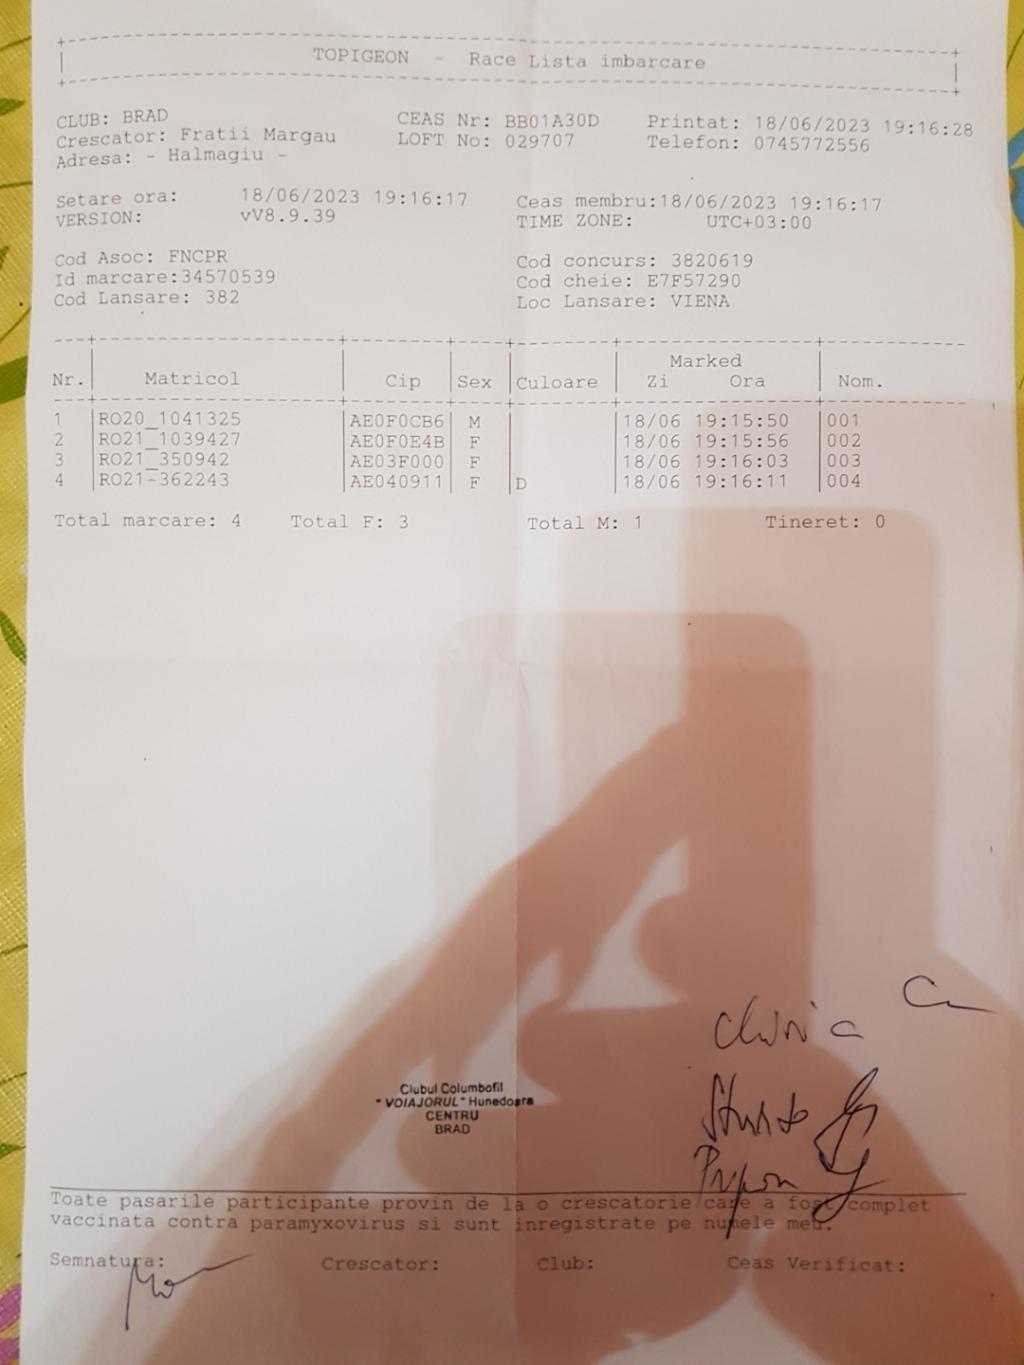 TOPIGEON - Race Lista imbarcare
CLUB: BRAD CEAS Nr: BB01A30D Printat: 18/06/2023 19:16:28
Crescator: Fratii Margau LOFT No: 029707 Telefon: 0745772556
Adresa: - Halmagiu -
Setare ora: 18/06/2023 19:16:17 Ceas membru:18/06/2023 19:16:17
VERSION: vV8.9.39 TIME ZONE: UTC+03:00
Cod Asoc: FNCPR Cod concurs: 3820619
Id marcare:34570539 Cod cheie: E7F57290
Cod Lansare: 382 Loc Lansare: VIENA
Marked
Nr. Matricol Cip Sex Culoare Zi Ora Nom.
1 RO20_1041325 AE0F0CB6 M 18/06 19:15:50 001
2 RO21_1039427 AE0F0E4B F 18/06 19:15:56 002
3 RO21_350942 AE03F000 F 18/06 19:16:03 003
4 RO21-362243 AE040911 F D 18/06 19:16:11 004
Total marcare: 4 Total F: 3 Total M: 1 Tineret: 0
Clubul Columbofil
"VOIAJORUL" Hunedoara
CENTRU
BRAD
Toate pasarile participante provin de la o crescatorie care a fost complet
vaccinata contra paramyxovirus si sunt inregistrate pe numele meu.
Semnatura: Crescator: Club: Ceas Verificat: